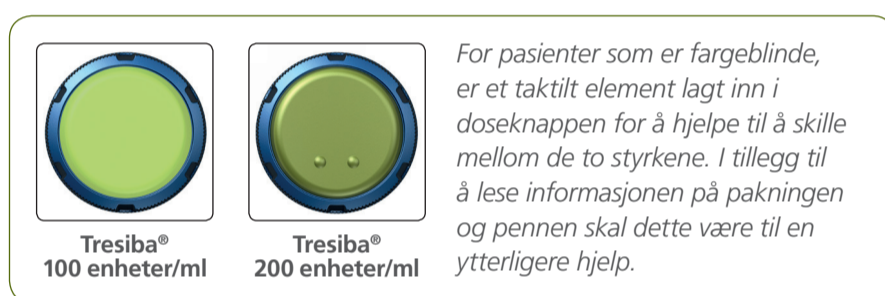 Tresiba®
100 enheter/ml
Tresiba®
200 enheter/ml
For pasienter som er fargeblinde,
er et taktilt element lagt inn i
doseknappen for å hjelpe til å skille
mellom de to styrkene. I tillegg til
å lese informasjonen på pakningen
og pennen skal dette være til en
ytterligere hjelp.